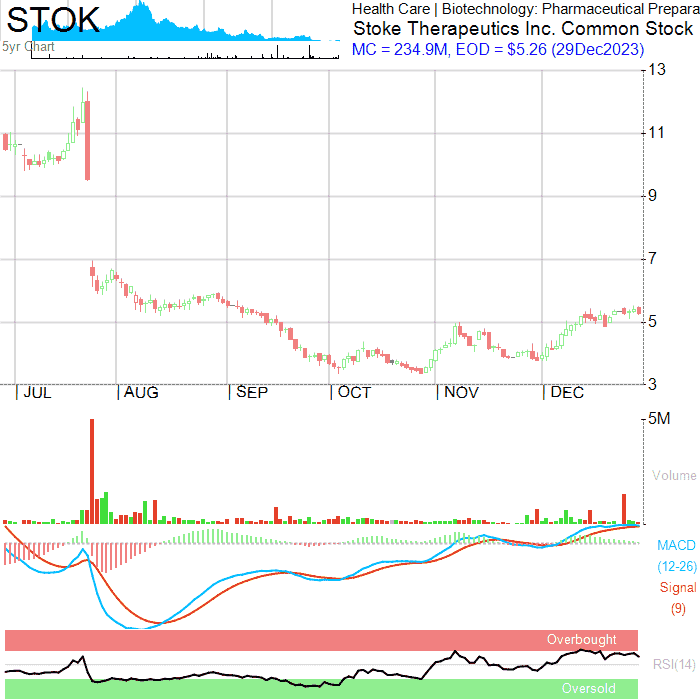 STOK
Health Care | Biotechnology: Pharmaceutical Prepara
Stoke Therapeutics Inc. Common Stock
MC = 234.9M, EOD = $5.26 (29Dec2023)
5yr Chart
13
11
9
7
5
3
JUL AUG SEP OCT NOV DEC
5M
Volume
MACD
(12-26)
Signal
(9)
Overbought
RSI(14)
Oversold